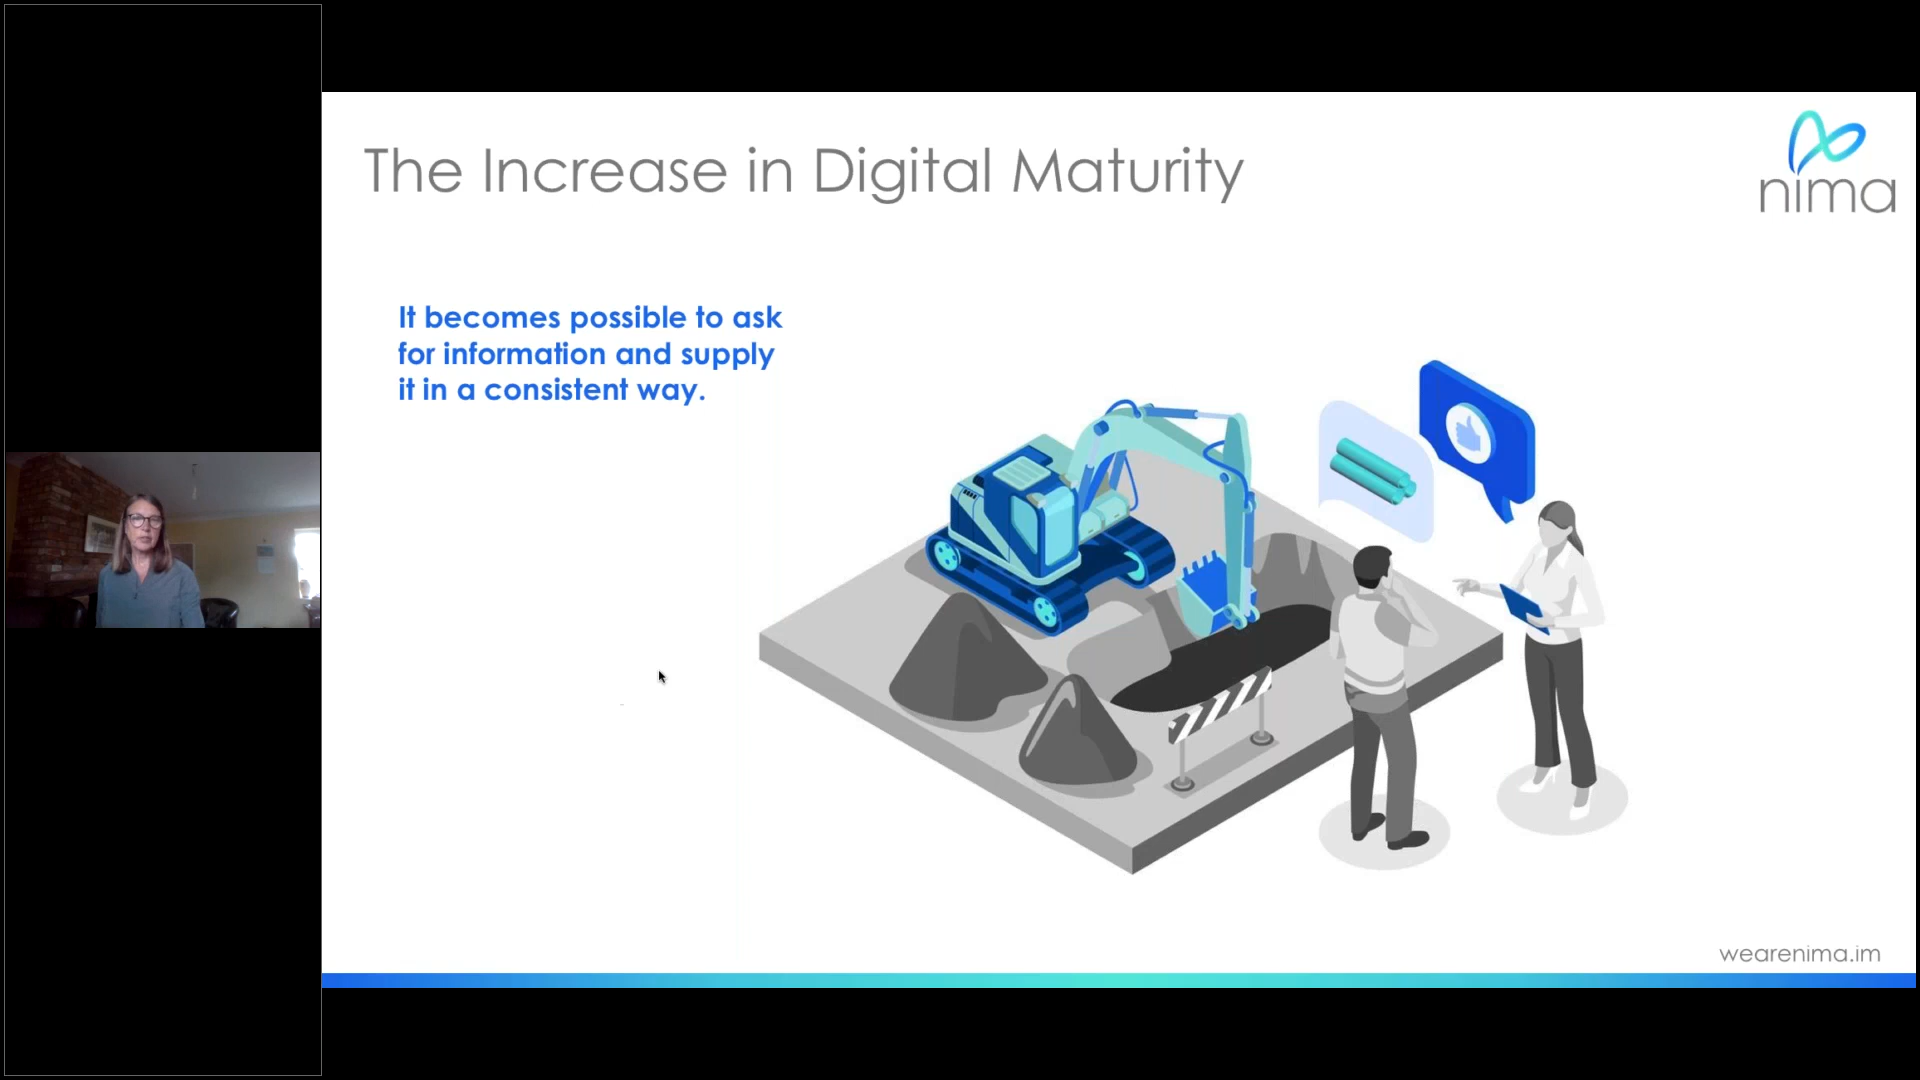 The Increase in Digital Maturity
nima
It becomes possible to ask
for information and supply
it in a consistent way.
wearenima.im